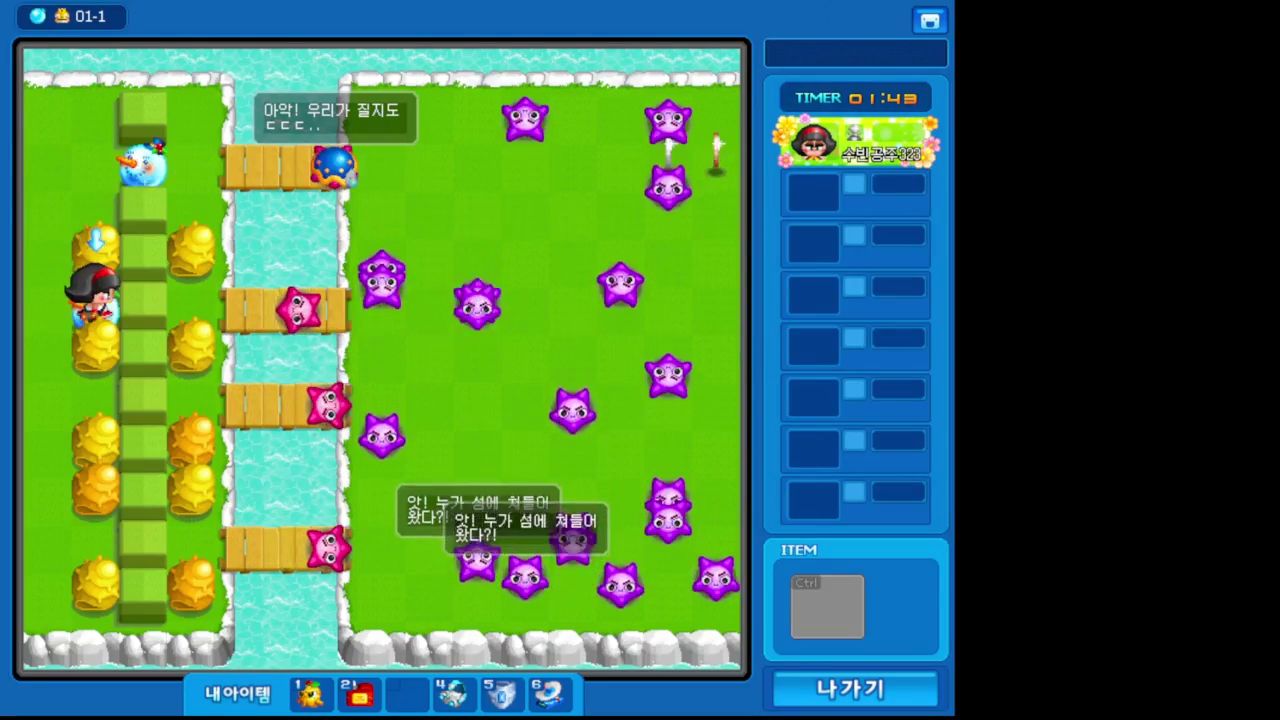 01-1
아악! 우리가 질지도
ㄷㄷㄷ..
TIMER 01:43
수빈공주323
앗! 누가 섬에 쳐들어
왔다?!
앗! 누가 섬에 쳐들어
왔다?!
ITEM
Ctrl
내아이템
1
2
4
5
6
나가기